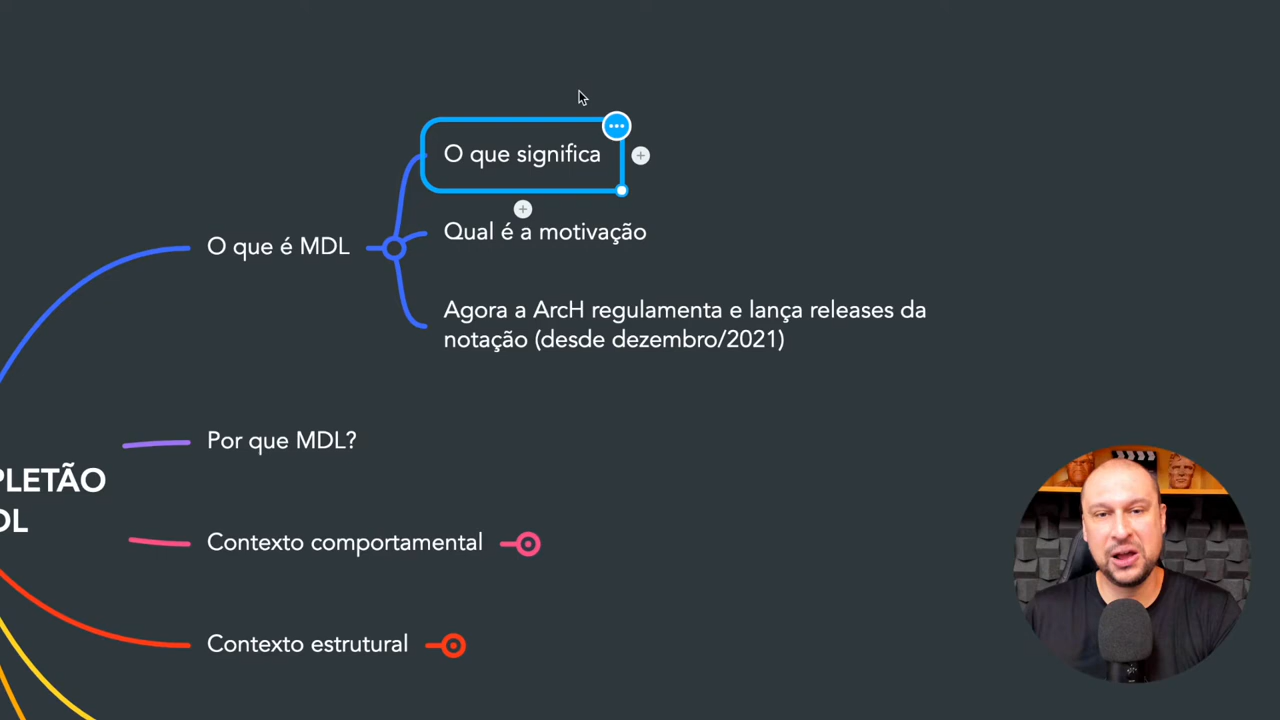 O que significa
O que é MDL
Qual é a motivação
Agora a ArcH regulamenta e lança releases da
notação (desde dezembro/2021)
Por que MDL?
PLETÃO
DL
Contexto comportamental
Contexto estrutural